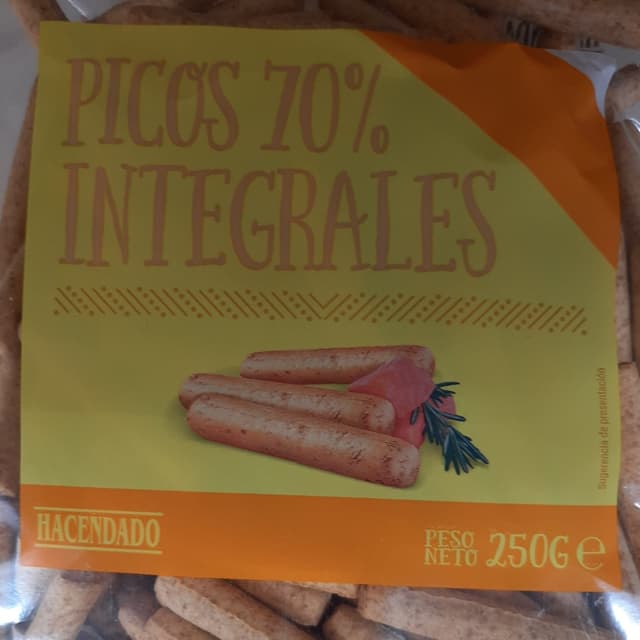 PICOS 70%
INTEGRALES
Sugerencia de presentación
HACENDADO
PESO
NETO 250G e